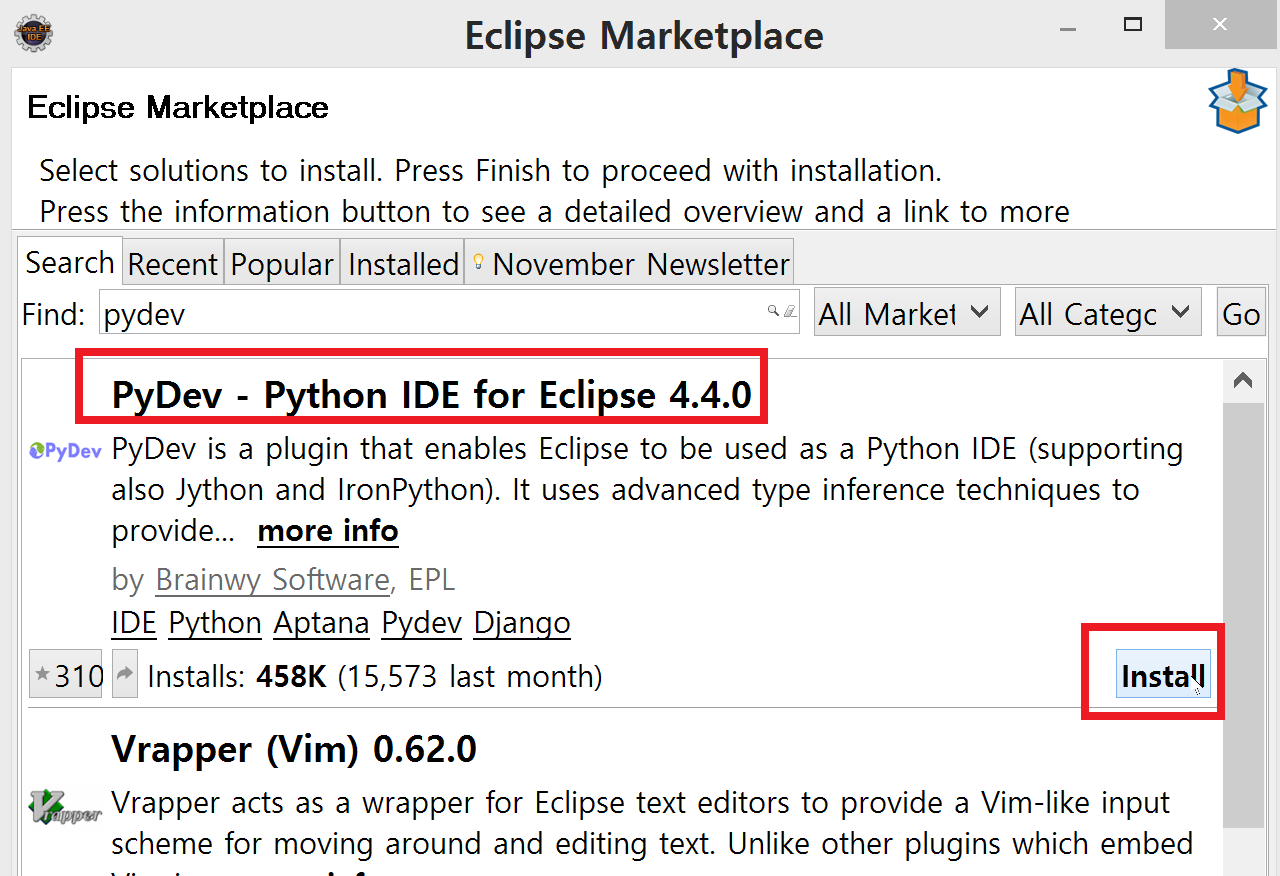 Java EE
IDE
Eclipse Marketplace
Eclipse Marketplace
Select solutions to install. Press Finish to proceed with installation.
Press the information button to see a detailed overview and a link to more
Search Recent Popular Installed November Newsletter
Find: pydev All Market All Categc Go
PyDev - Python IDE for Eclipse 4.4.0
PyDev
PyDev is a plugin that enables Eclipse to be used as a Python IDE (supporting
also Jython and IronPython). It uses advanced type inference techniques to
provide... more info
by Brainwy Software, EPL
IDE Python Aptana Pydev Django
310 Installs: 458K (15,573 last month) Install
Vrapper (Vim) 0.62.0
Vrapper
Vrapper acts as a wrapper for Eclipse text editors to provide a Vim-like input
scheme for moving around and editing text. Unlike other plugins which embed